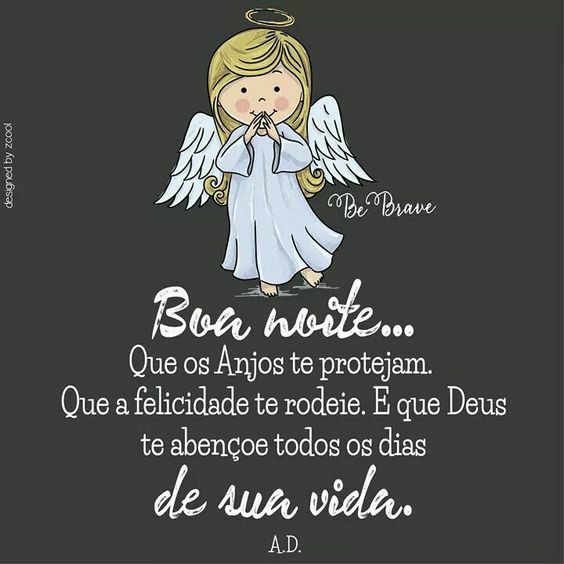 designed by zcool
Be Brave
Boa noite...
Que os Anjos te protejam.
Que a felicidade te rodeie. E que Deus
te abençoe todos os dias
de sua vida.
A.D.